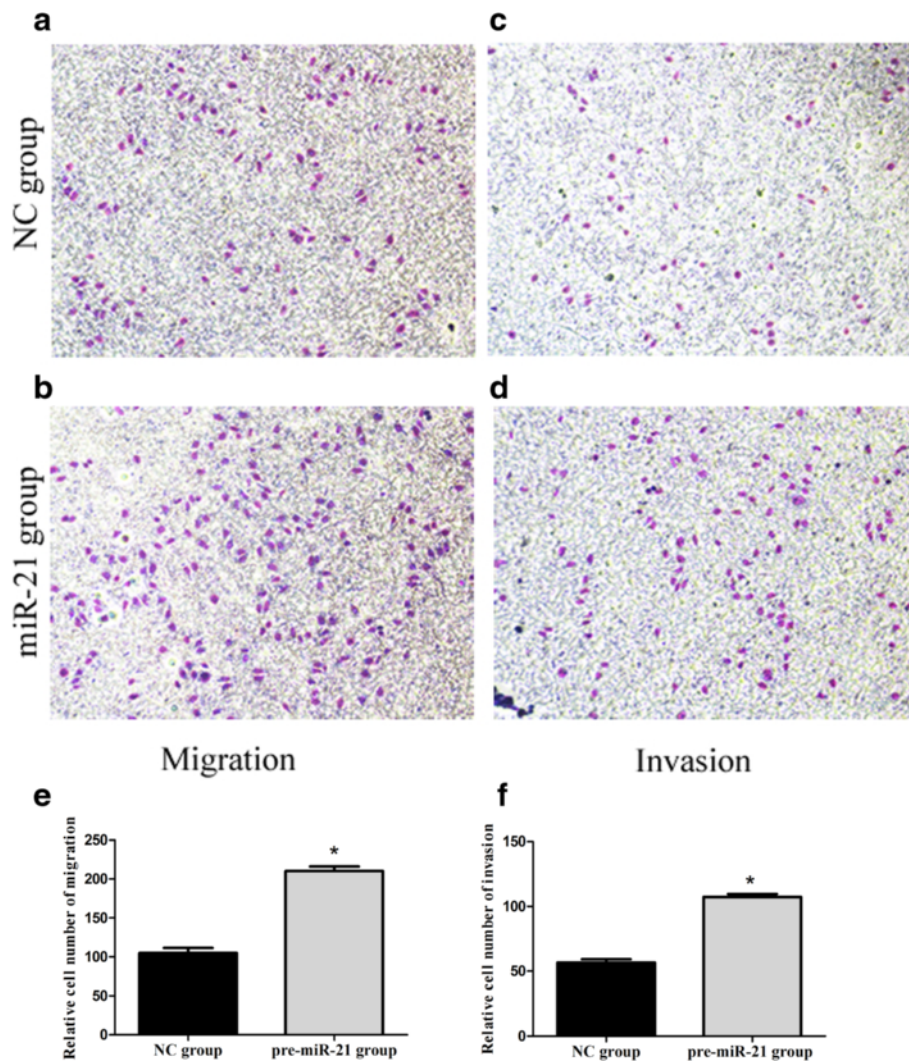 a
c
NC group
b
d
miR-21 group
Migration
Invasion
e
f
Relative cell number of migration
250
200
150
100
50
0
*
NC group
pre-miR-21 group
Relative cell number of invasion
150
100
50
0
*
NC group
pre-miR-21 group